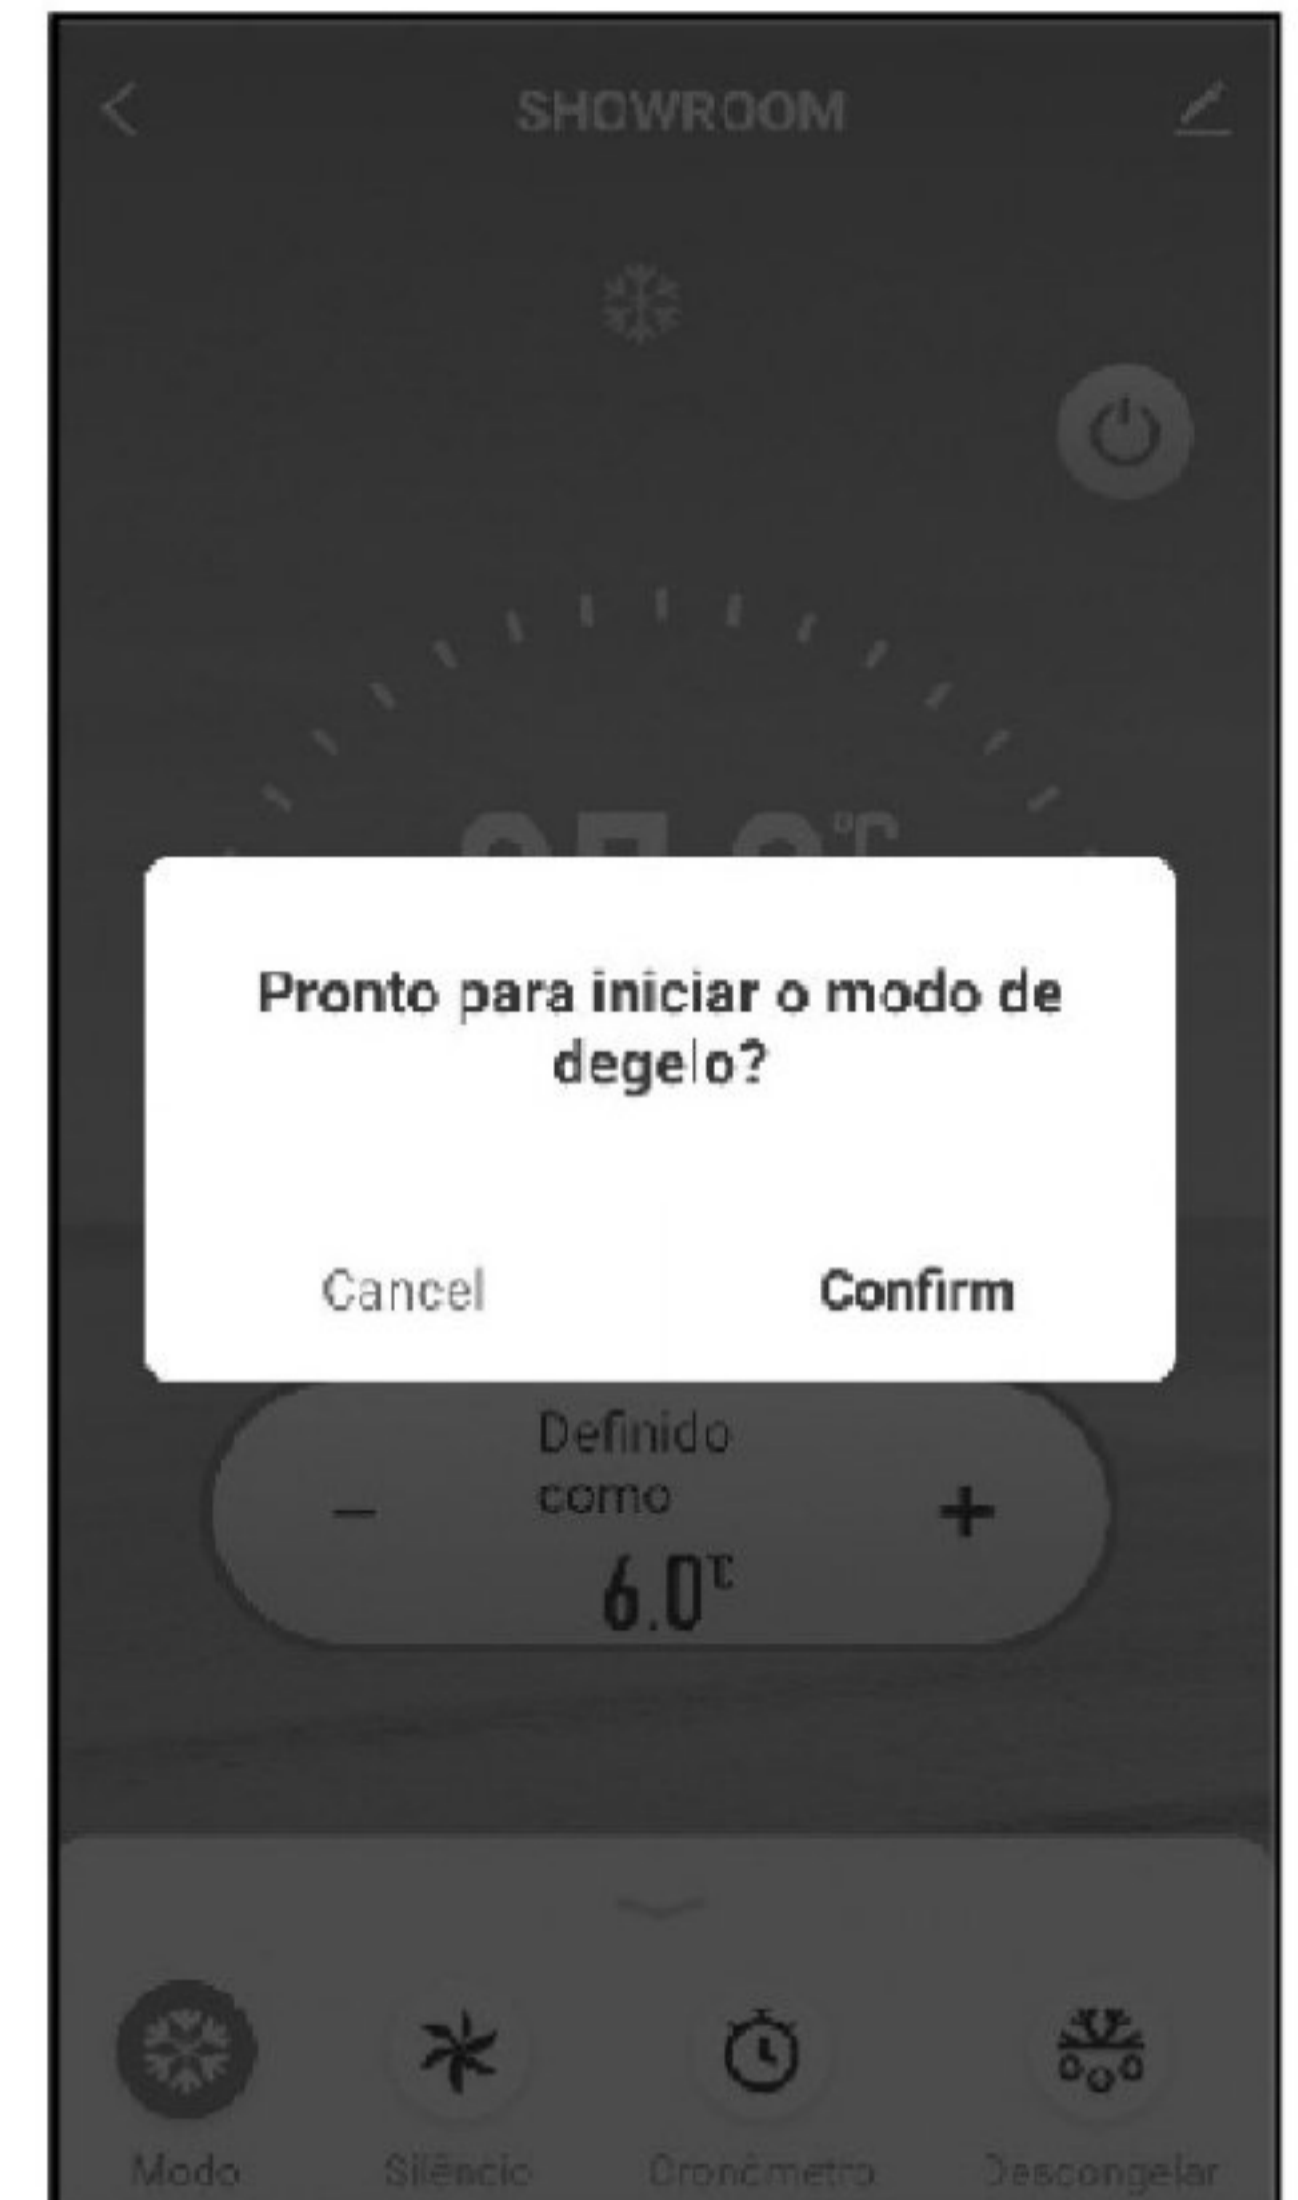 SHOWROOM
Pronto para iniciar o modo de
degelo?
Cancel
Confirm
Definido
como
6.0℃
Modo
Silêncio
Cronômetro
Descongelar